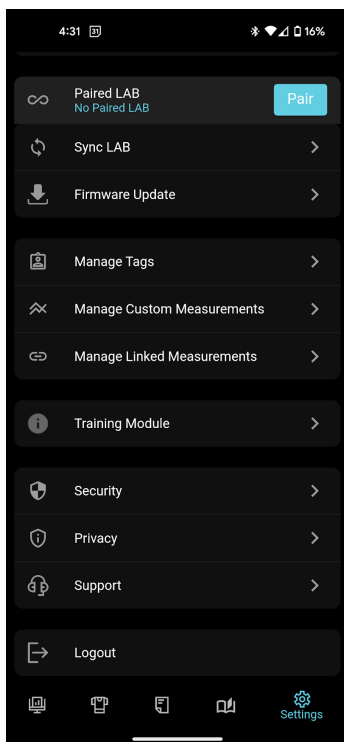 4:31 31 16%
Paired LAB
No Paired LAB
Pair
Sync LAB
Firmware Update
Manage Tags
Manage Custom Measurements
Manage Linked Measurements
Training Module
Security
Privacy
Support
Logout
Settings